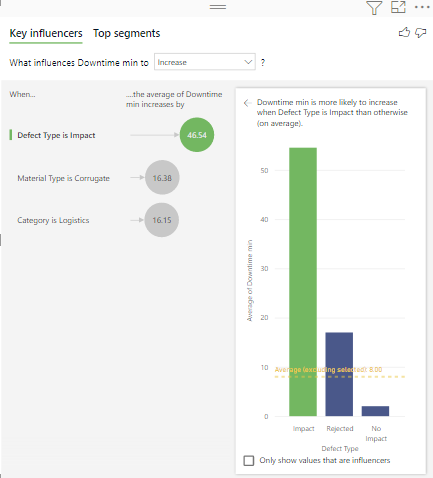 Key influencers Top segments
What influences Downtime min to Increase ?
When...
...the average of Downtime
min increases by
Defect Type is Impact 46.54
Material Type is Corrugate 16.38
Category is Logistics 16.15
Downtime min is more likely to increase
when Defect Type is Impact than otherwise
(on average).
Average of Downtime min
50
40
30
20
10
0
Average (excluding selected): 8.00
Impact Rejected No
Impact
Defect Type
Only show values that are influencers